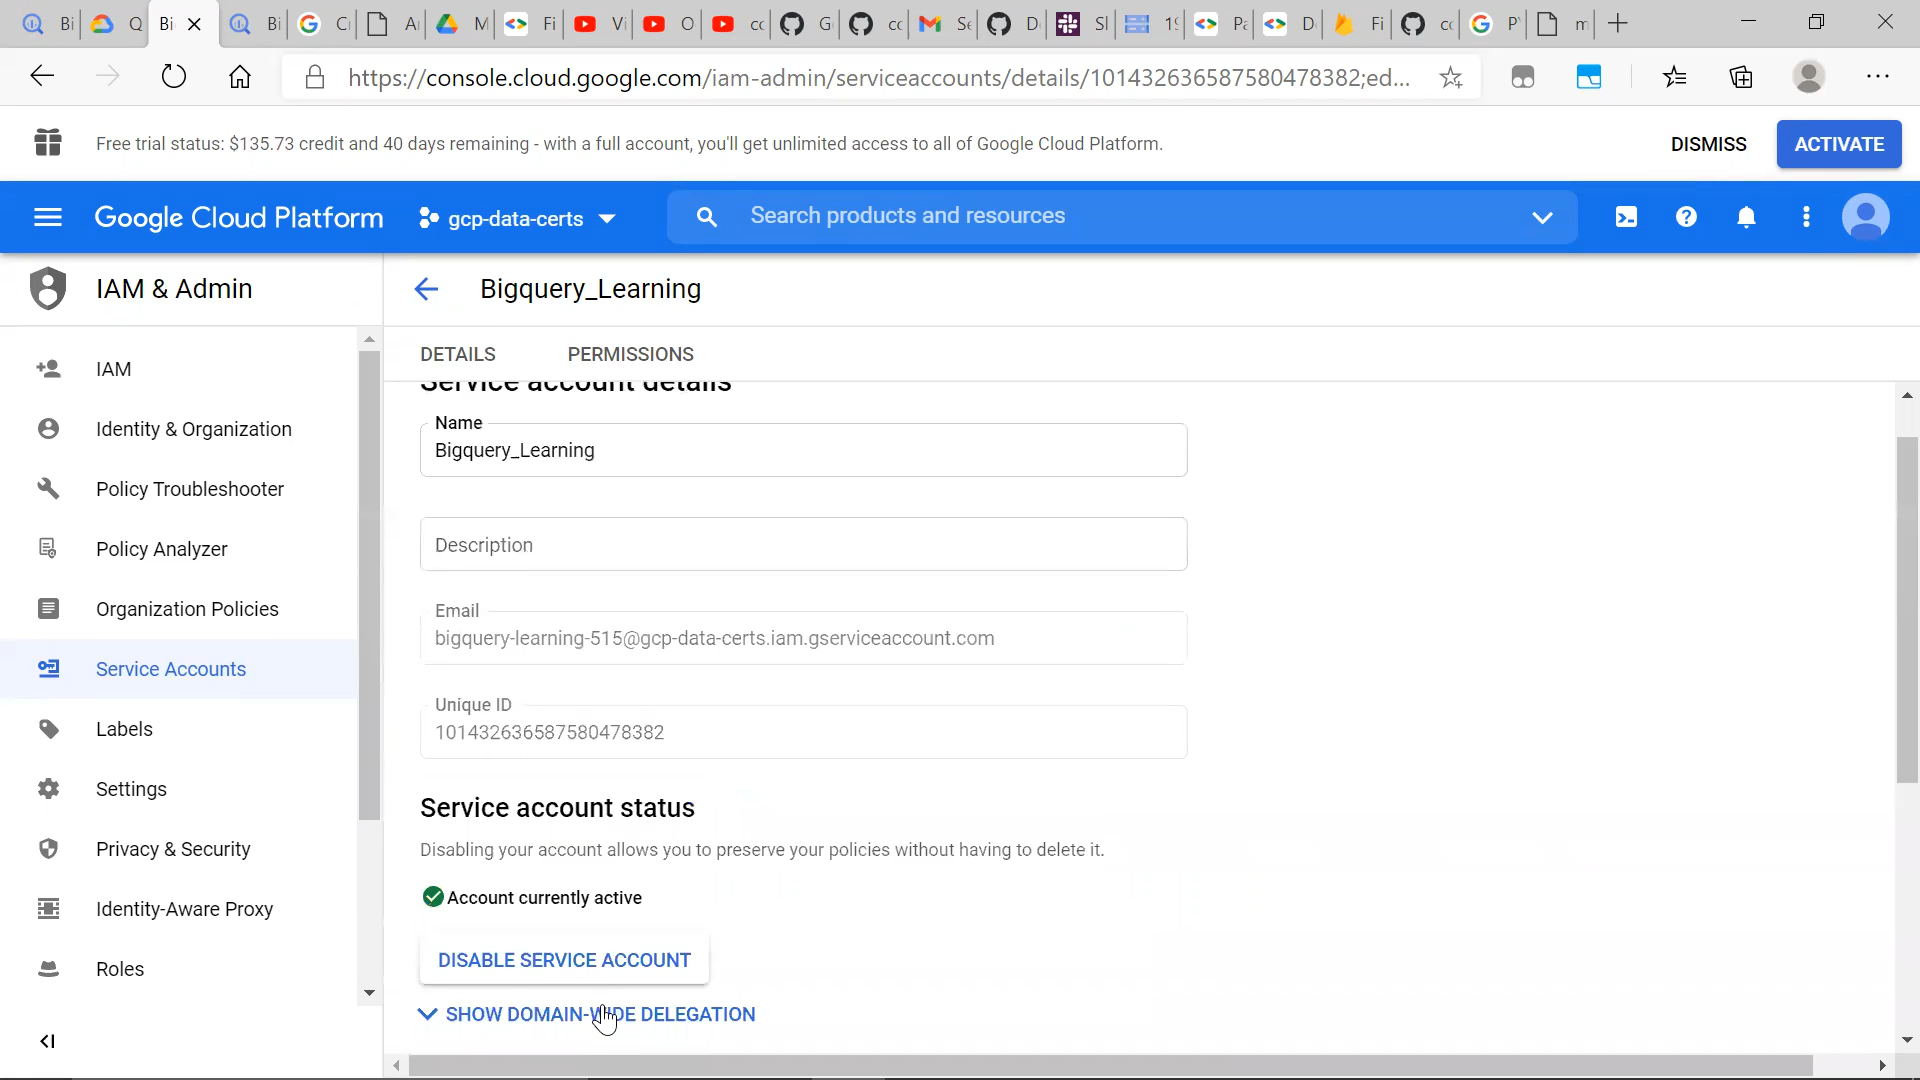 Bi Q Bi Bi G Fi Vi O Fi
https://console.cloud.google.com/iam-admin/serviceaccounts/details/101432636587580478382;ed...
Free trial status: $135.73 credit and 40 days remaining - with a full account, you'll get unlimited access to all of Google Cloud Platform.
DISMISS
ACTIVATE
Google Cloud Platform
gcp-data-certs
Search products and resources
IAM & Admin
Bigquery_Learning
DETAILS
PERMISSIONS
IAM
Identity & Organization
Policy Troubleshooter
Policy Analyzer
Organization Policies
Service Accounts
Labels
Settings
Privacy & Security
Identity-Aware Proxy
Roles
Service account details
Name
Bigquery_Learning
Description
Email
bigquery-learning-515@gcp-data-certs.iam.gserviceaccount.com
Unique ID
101432636587580478382
Service account status
Disabling your account allows you to preserve your policies without having to delete it.
Account currently active
DISABLE SERVICE ACCOUNT
SHOW DOMAIN-WIDE DELEGATION